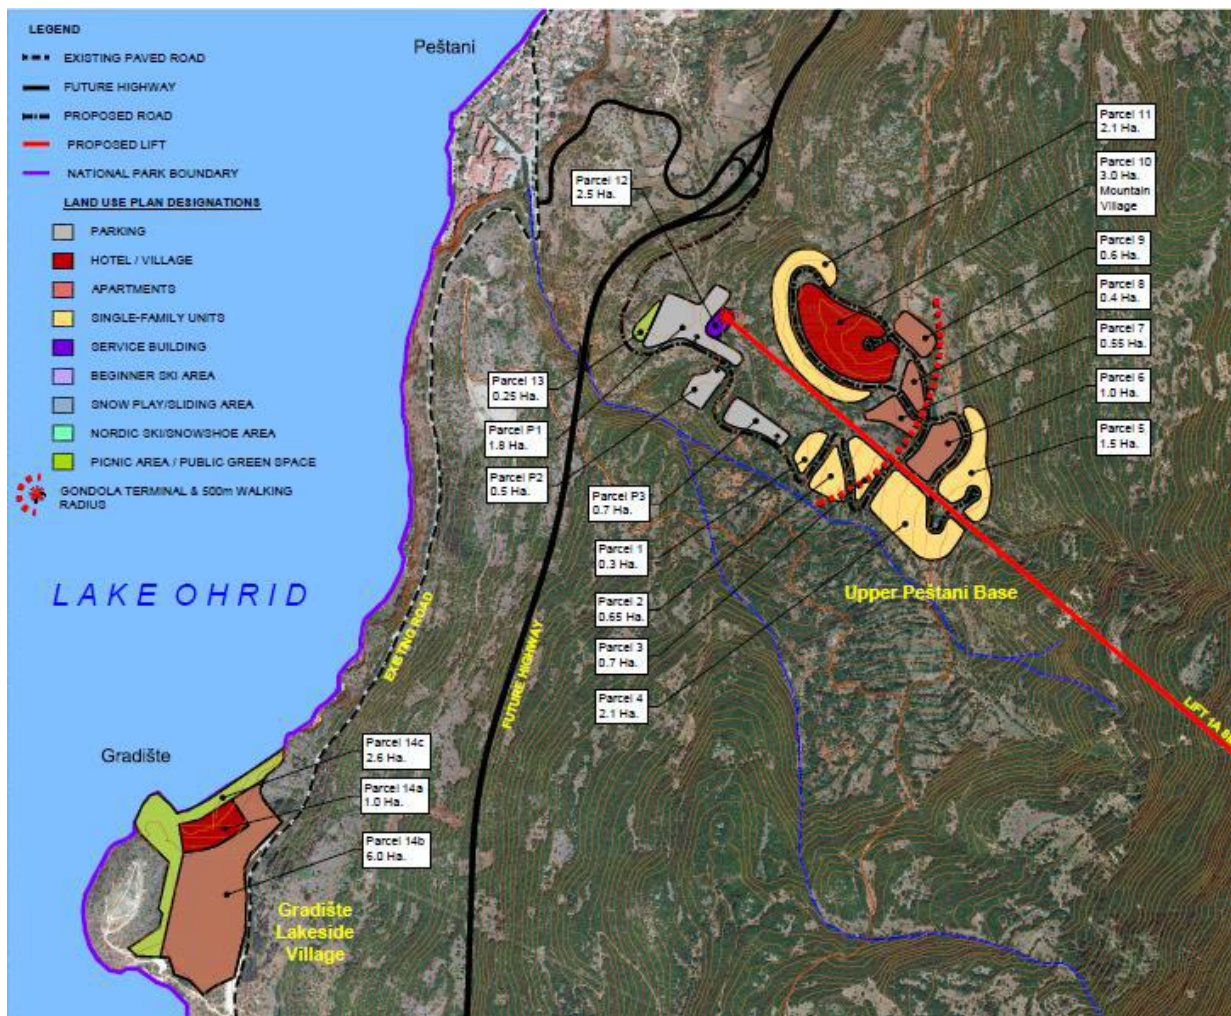 LEGEND
EXISTING PAVED ROAD
FUTURE HIGHWAY
PROPOSED ROAD
PROPOSED LIFT
NATIONAL PARK BOUNDARY
LAND USE PLAN DESIGNATIONS
PARKING
HOTEL / VILLAGE
APARTMENTS
SINGLE-FAMILY UNITS
SERVICE BUILDING
BEGINNER SKI AREA
SNOW PLAY/SLIDING AREA
NORDIC SKI/SNOWSHOE AREA
PICNIC AREA / PUBLIC GREEN SPACE
GONDOLA TERMINAL & 500m WALKING
RADIUS
Peštani
Parcel 11
2.1 Ha.
Parcel 10
3.0 Ha.
Mountain
Village
Parcel 12
2.5 Ha.
Parcel 9
0.6 Ha.
Parcel 8
0.4 Ha.
Parcel 7
0.55 Ha.
Parcel 6
1.0 Ha.
Parcel 5
1.5 Ha.
Parcel 13
0.25 Ha.
Parcel P1
1.8 Ha.
Parcel P2
0.5 Ha.
Parcel P3
0.7 Ha.
Parcel 1
0.3 Ha.
Parcel 2
0.65 Ha.
Parcel 3
0.7 Ha.
Parcel 4
2.1 Ha.
Upper Peštani Base
LAKE OHRID
EXISTING ROAD
FUTURE HIGHWAY
LIFT 1A
Gradište
Parcel 14c
2.6 Ha.
Parcel 14a
1.0 Ha.
Parcel 14b
6.0 Ha.
Gradište
Lakeside
Village